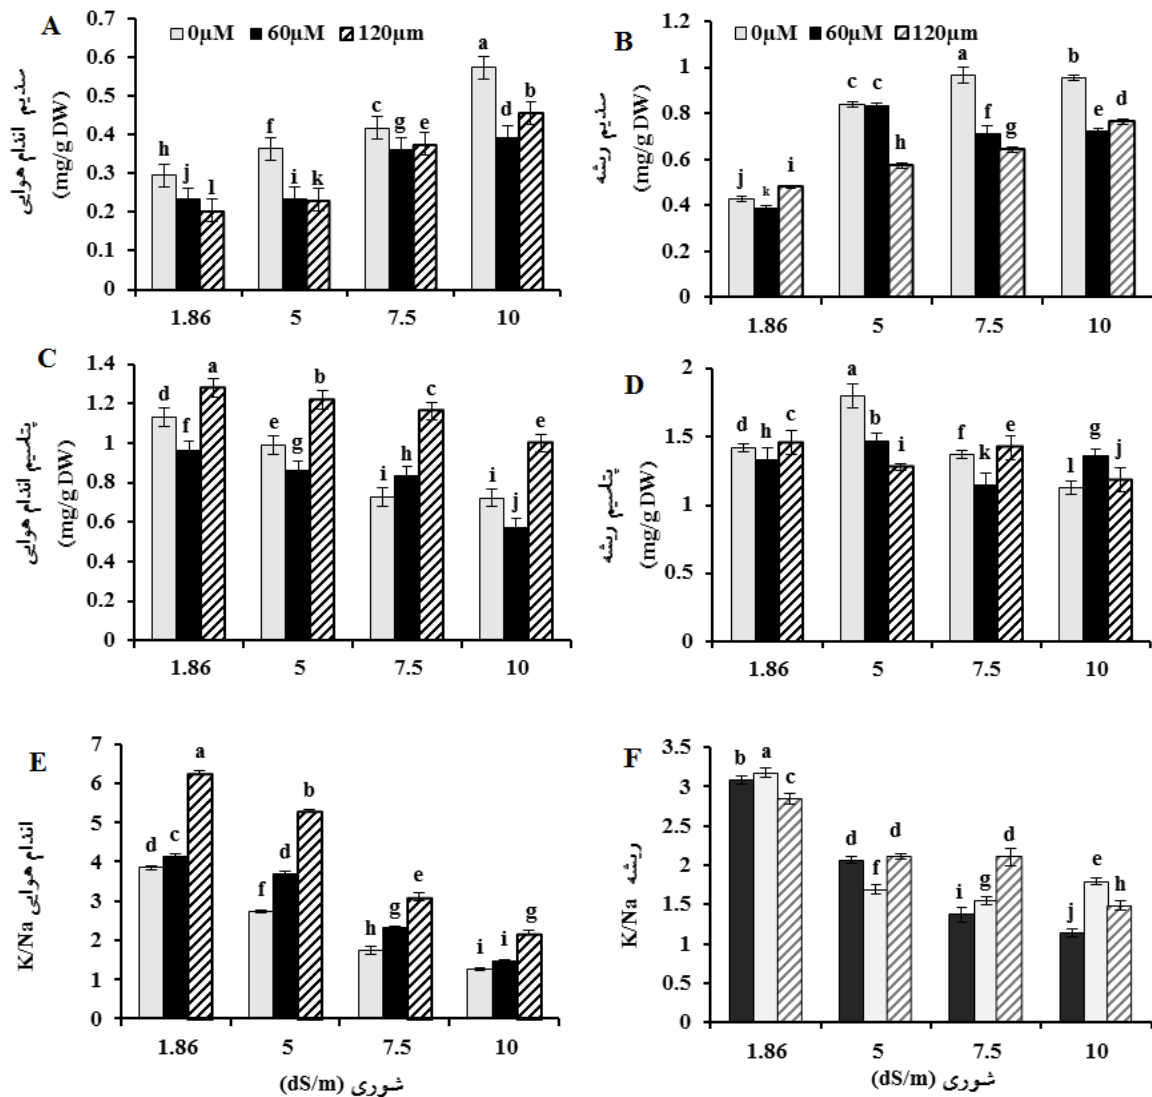 A
0.7
0.6
0.5
0.4
0.3
0.2
0.1
0
0µM 60µM 120µm
h j l f i k c g e a d b
1.86 5 7.5 10
سدیم اندام هوایی
(mg/g DW)
B
1.2
1
0.8
0.6
0.4
0.2
0
0µM 60µM 120µM
j k i c c h a f g b e d
1.86 5 7.5 10
سدیم ریشه
(mg/g DW)
C
1.4
1.2
1
0.8
0.6
0.4
0.2
0
d f a e g b i h c i j e
1.86 5 7.5 10
پتاسیم اندام هوایی
(mg/g DW)
D
2
1.5
1
0.5
0
d h c a b i f k e l g j
1.86 5 7.5 10
پتاسیم ریشه
(mg/g DW)
E
7
6
5
4
3
2
1
0
d c a f d b h g e i i g
1.86 5 7.5 10
K/Na اندام هوایی
شوری (dS/m)
F
3.5
3
2.5
2
1.5
1
0.5
0
b a c d f d i g d j e h
1.86 5 7.5 10
K/Na ریشه
شوری (dS/m)